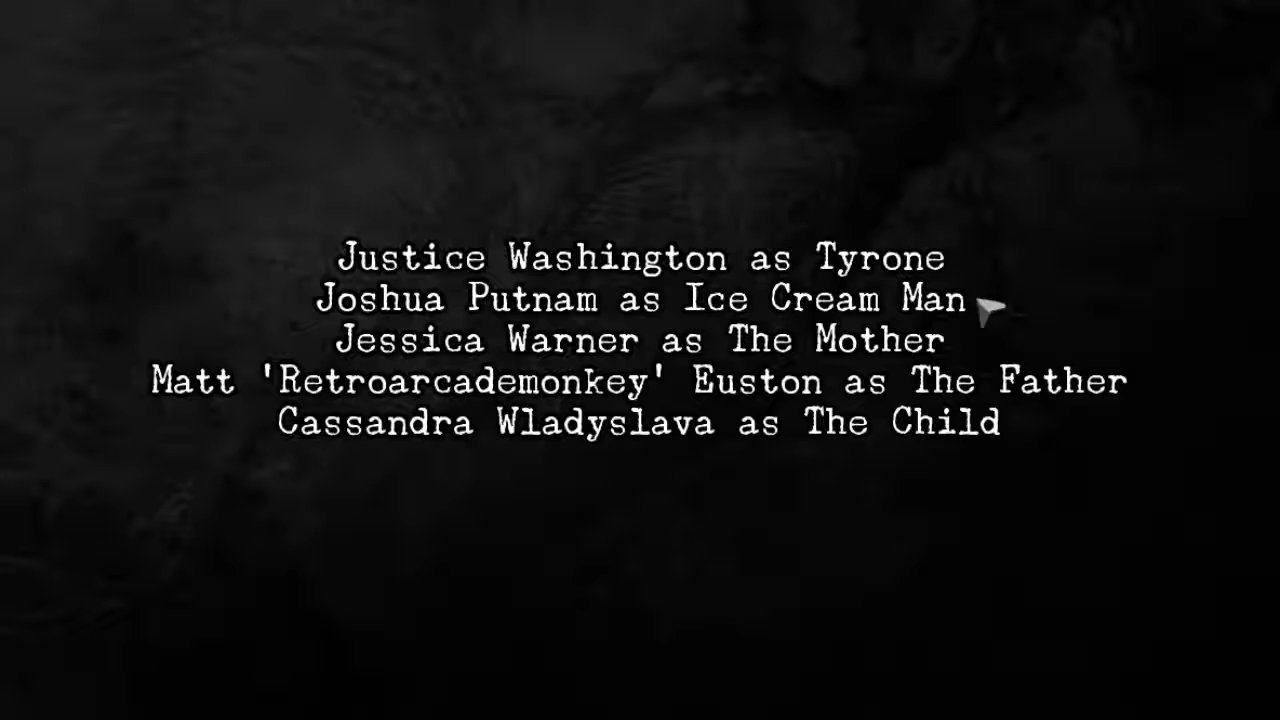 Justice Washington as Tyrone
Joshua Putnam as Ice Cream Man
Jessica Warner as The Mother
Matt 'Retroarcademonkey' Euston as The Father
Cassandra Wladyslava as The Child